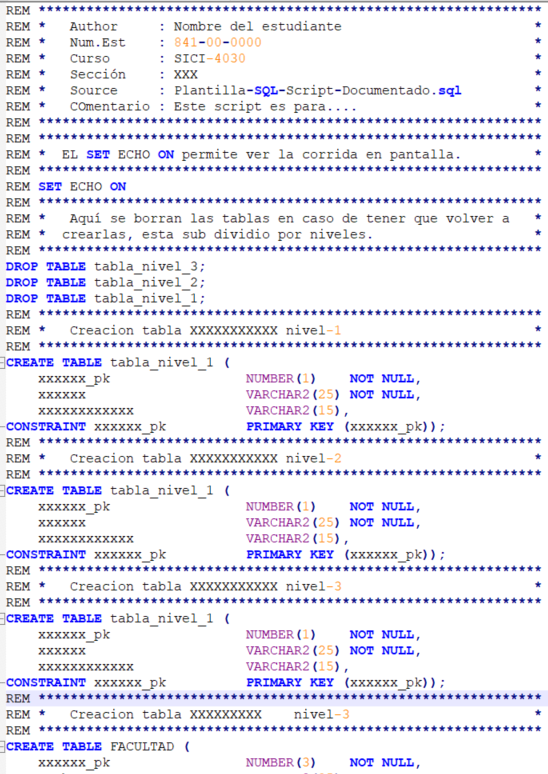 REM ***************************************************************
REM *   Author     : Nombre del estudiante                        *
REM *   Num.Est    : 841-00-0000                                  *
REM *   Curso      : SICI-4030                                    *
REM *   Sección    : XXX                                          *
REM *   Source     : Plantilla-SQL-Script-Documentado.sql         *
REM *   COmentario : Este script es para....                      *
REM ***************************************************************
REM ***************************************************************
REM *  EL SET ECHO ON permite ver la corrida en pantalla.         *
REM ***************************************************************
REM SET ECHO ON
REM ***************************************************************
REM *   Aquí se borran las tablas en caso de tener que volver a   *
REM *  crearlas, esta sub dividio por niveles.                    *
REM ***************************************************************
DROP TABLE tabla_nivel_3;
DROP TABLE tabla_nivel_2;
DROP TABLE tabla_nivel_1;
REM ***************************************************************
REM *   Creacion tabla XXXXXXXXXXX nivel-1                        *
REM ***************************************************************
CREATE TABLE tabla_nivel_1 (
    xxxxxx_pk                 NUMBER(1)    NOT NULL,
    xxxxxx                    VARCHAR2(25) NOT NULL,
    xxxxxxxxxxxx              VARCHAR2(15),
CONSTRAINT xxxxxx_pk          PRIMARY KEY (xxxxxx_pk));
REM ***************************************************************
REM *   Creacion tabla XXXXXXXXXXX nivel-2                        *
REM ***************************************************************
CREATE TABLE tabla_nivel_1 (
    xxxxxx_pk                 NUMBER(1)    NOT NULL,
    xxxxxx                    VARCHAR2(25) NOT NULL,
    xxxxxxxxxxxx              VARCHAR2(15),
CONSTRAINT xxxxxx_pk          PRIMARY KEY (xxxxxx_pk));
REM ***************************************************************
REM *   Creacion tabla XXXXXXXXXXX nivel-3                        *
REM ***************************************************************
CREATE TABLE tabla_nivel_1 (
    xxxxxx_pk                 NUMBER(1)    NOT NULL,
    xxxxxx                    VARCHAR2(25) NOT NULL,
    xxxxxxxxxxxx              VARCHAR2(15),
CONSTRAINT xxxxxx_pk          PRIMARY KEY (xxxxxx_pk));
REM ***************************************************************
REM *   Creacion tabla XXXXXXXXX    nivel-3                       *
REM ***************************************************************
CREATE TABLE FACULTAD (
    xxxxxx_pk                 NUMBER(3)    NOT NULL,